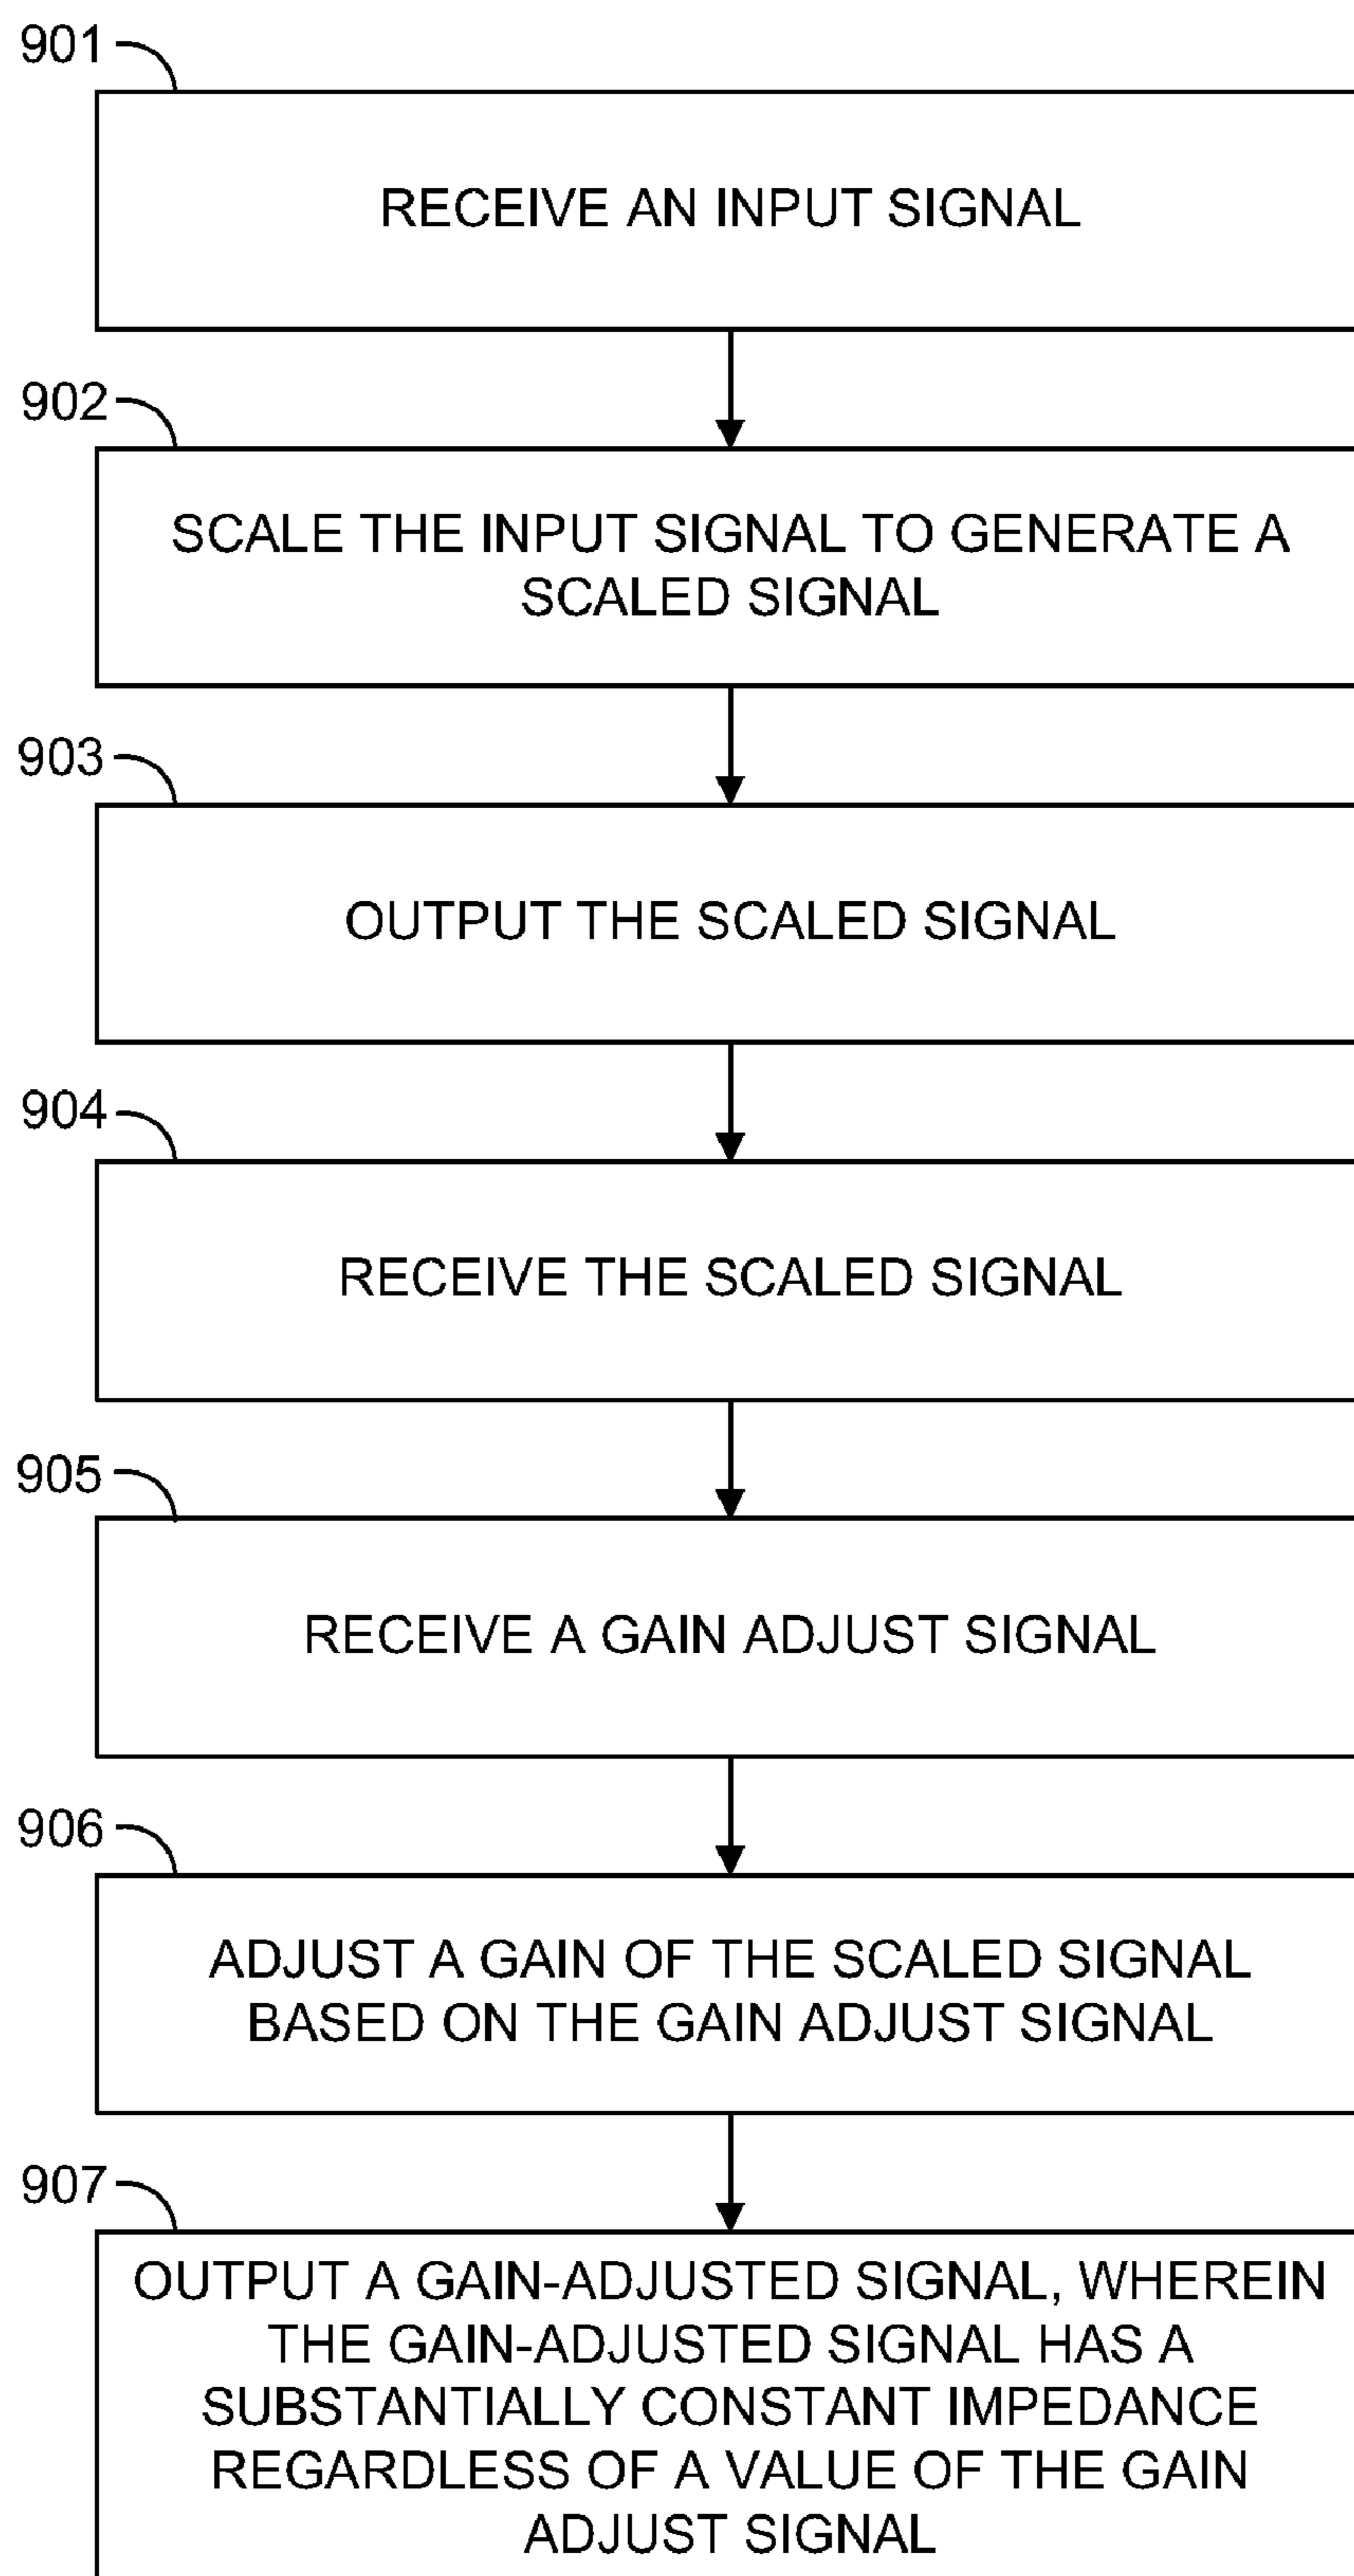 901
RECEIVE AN INPUT SIGNAL
902
SCALE THE INPUT SIGNAL TO GENERATE A
SCALED SIGNAL
903
OUTPUT THE SCALED SIGNAL
904
RECEIVE THE SCALED SIGNAL
905
RECEIVE A GAIN ADJUST SIGNAL
906
ADJUST A GAIN OF THE SCALED SIGNAL
BASED ON THE GAIN ADJUST SIGNAL
907
OUTPUT A GAIN-ADJUSTED SIGNAL, WHEREIN
THE GAIN-ADJUSTED SIGNAL HAS A
SUBSTANTIALLY CONSTANT IMPEDANCE
REGARDLESS OF A VALUE OF THE GAIN
ADJUST SIGNAL